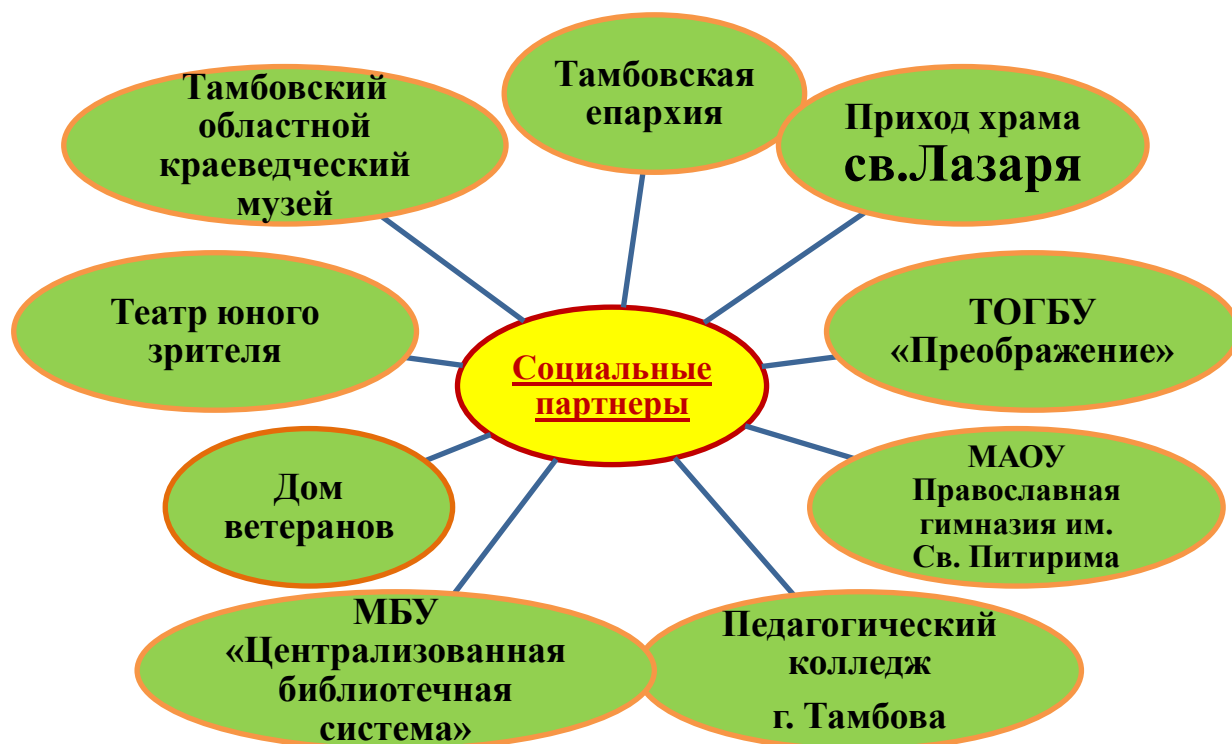 Тамбовская
епархия
Тамбовский
областной
краеведческий
музей
Приход храма
св.Лазаря
Театр юного
зрителя
ТОГБУ
«Преображение»
Социальные
партнеры
Дом
ветеранов
МАОУ
Православная
гимназия им.
Св. Питирима
МБУ
«Централизованная
библиотечная
система»
Педагогический
колледж
г. Тамбова